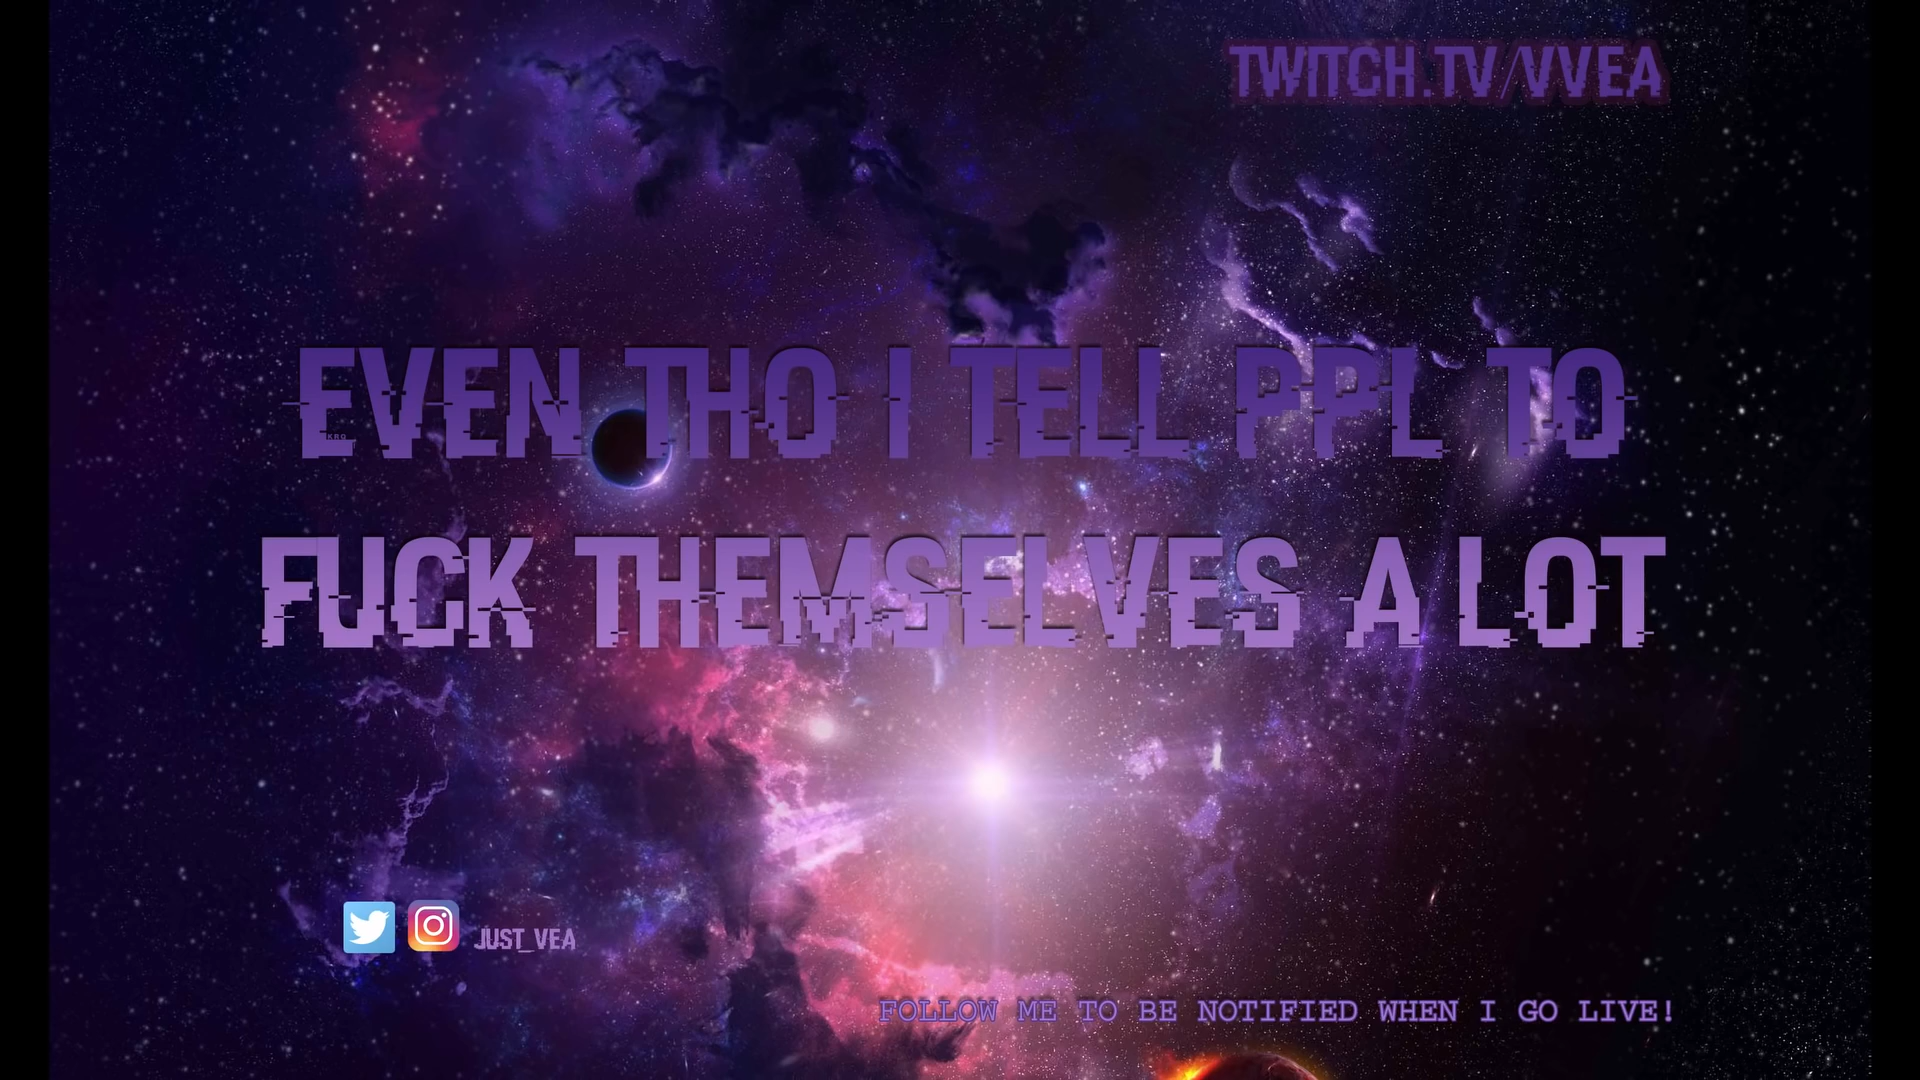 TWITCH.TV/VVEA
EVEN THO I TELL PPL TO
FUCK THEMSELVES A LOT
JUST_VEA
FOLLOW ME TO BE NOTIFIED WHEN I GO LIVE!